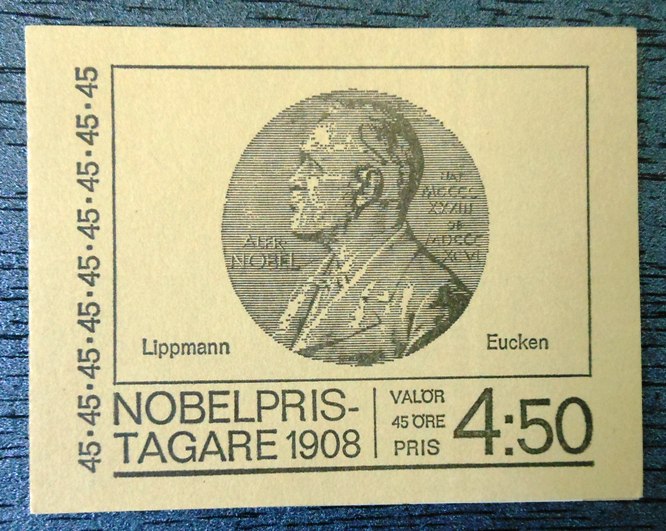 45·45·45·45·45·45·45·45·45
ALFR·
NOBEL
NAT·
MDCCC
XXXIII
OB·
MDCCC
XCVI
Lippmann
Eucken
NOBELPRIS-
TAGARE 1908
VALÖR
45 ÖRE
PRIS
4:50